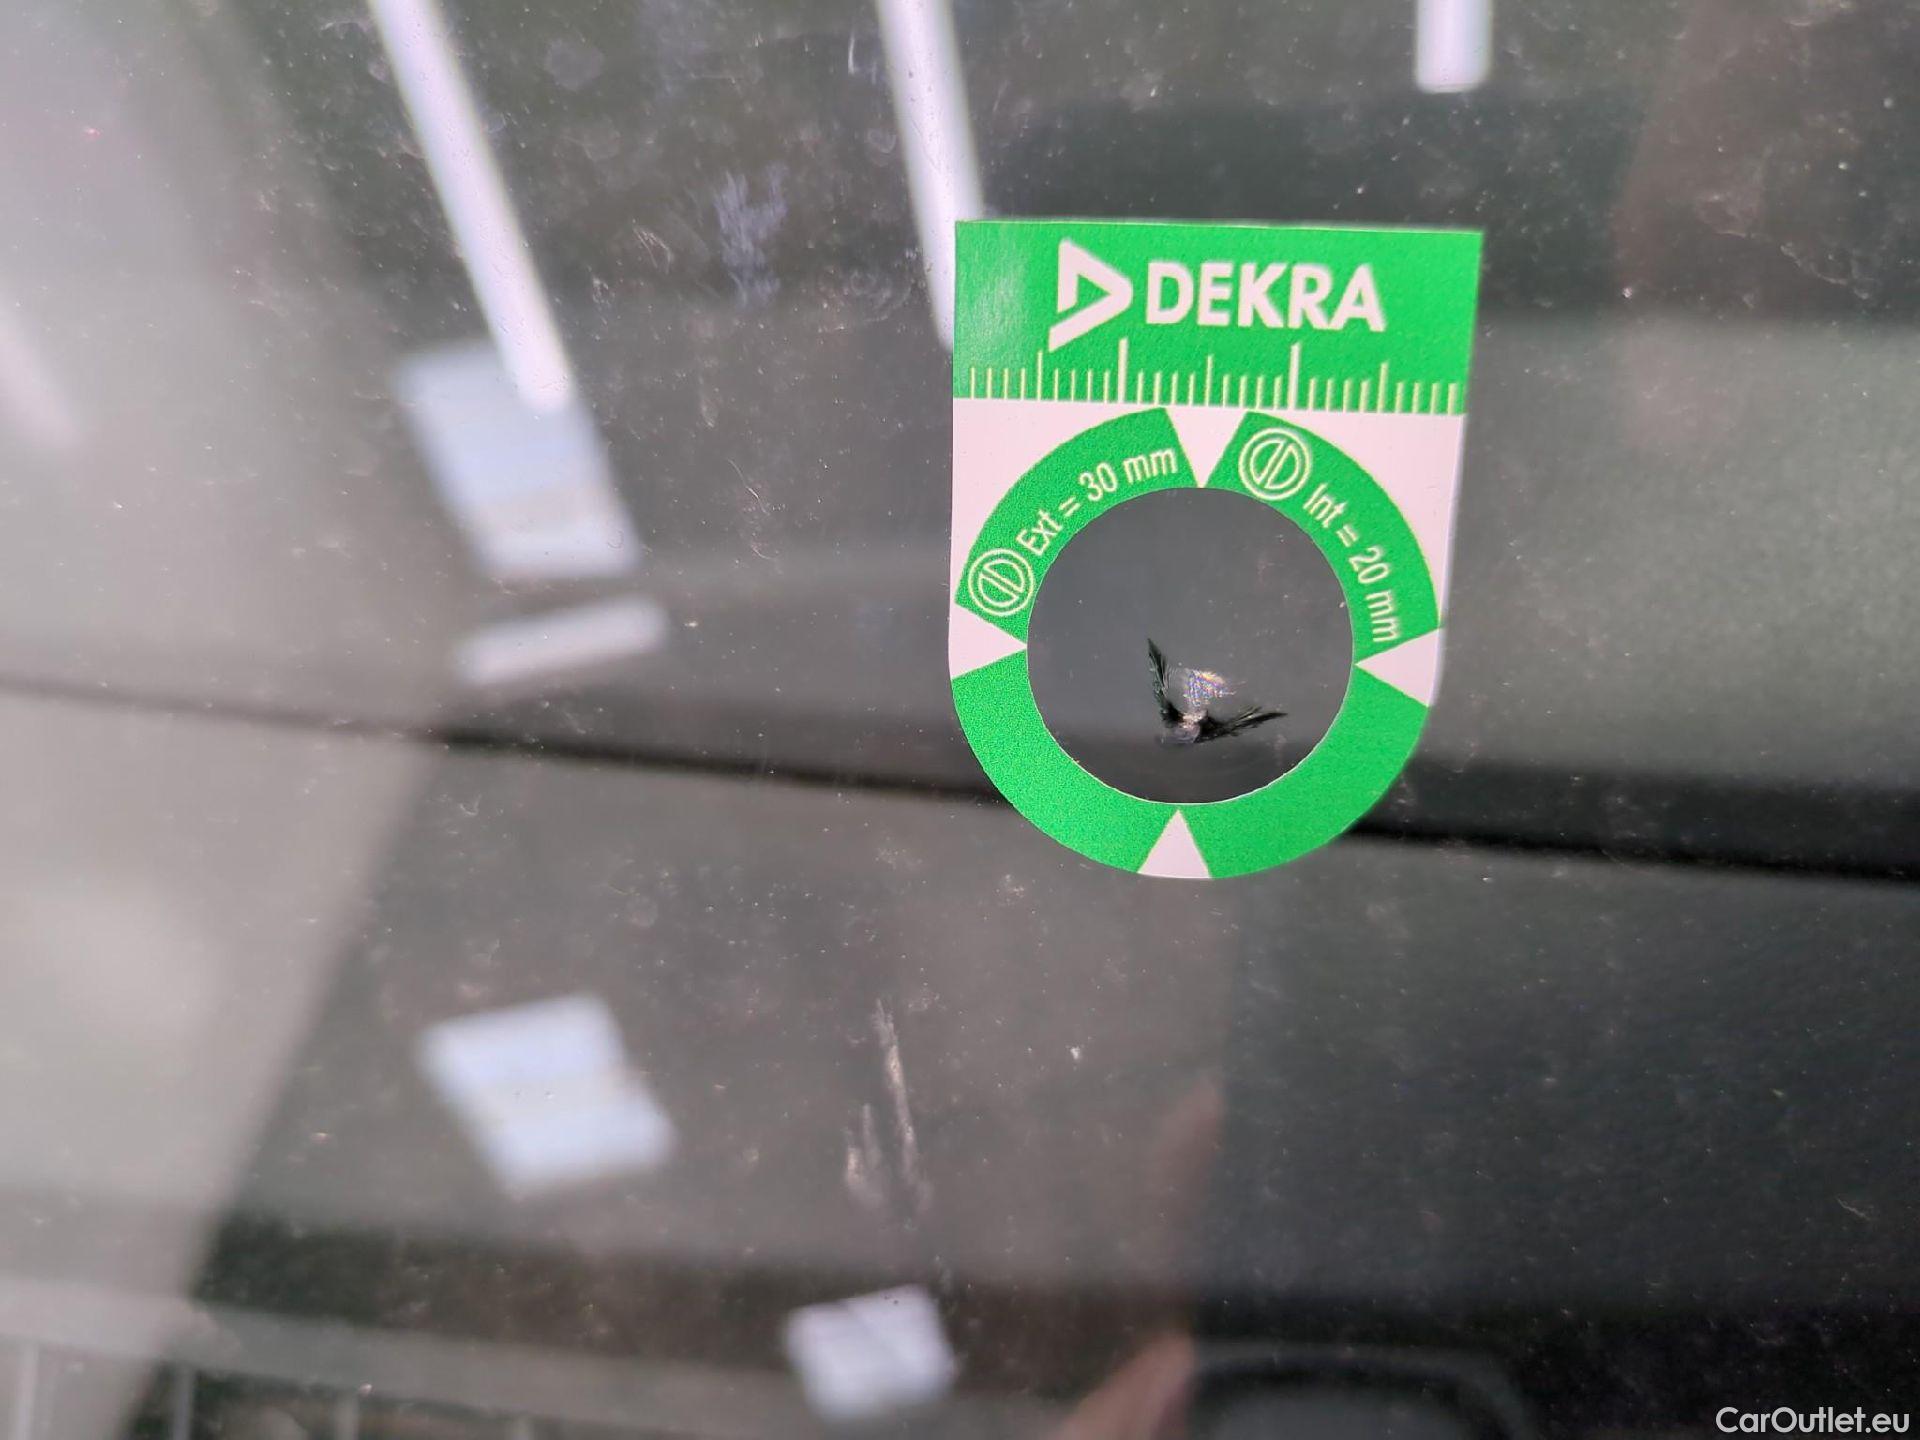 DEKRA
Ext = 30 mm
Int = 20 mm
CarOutlet.eu